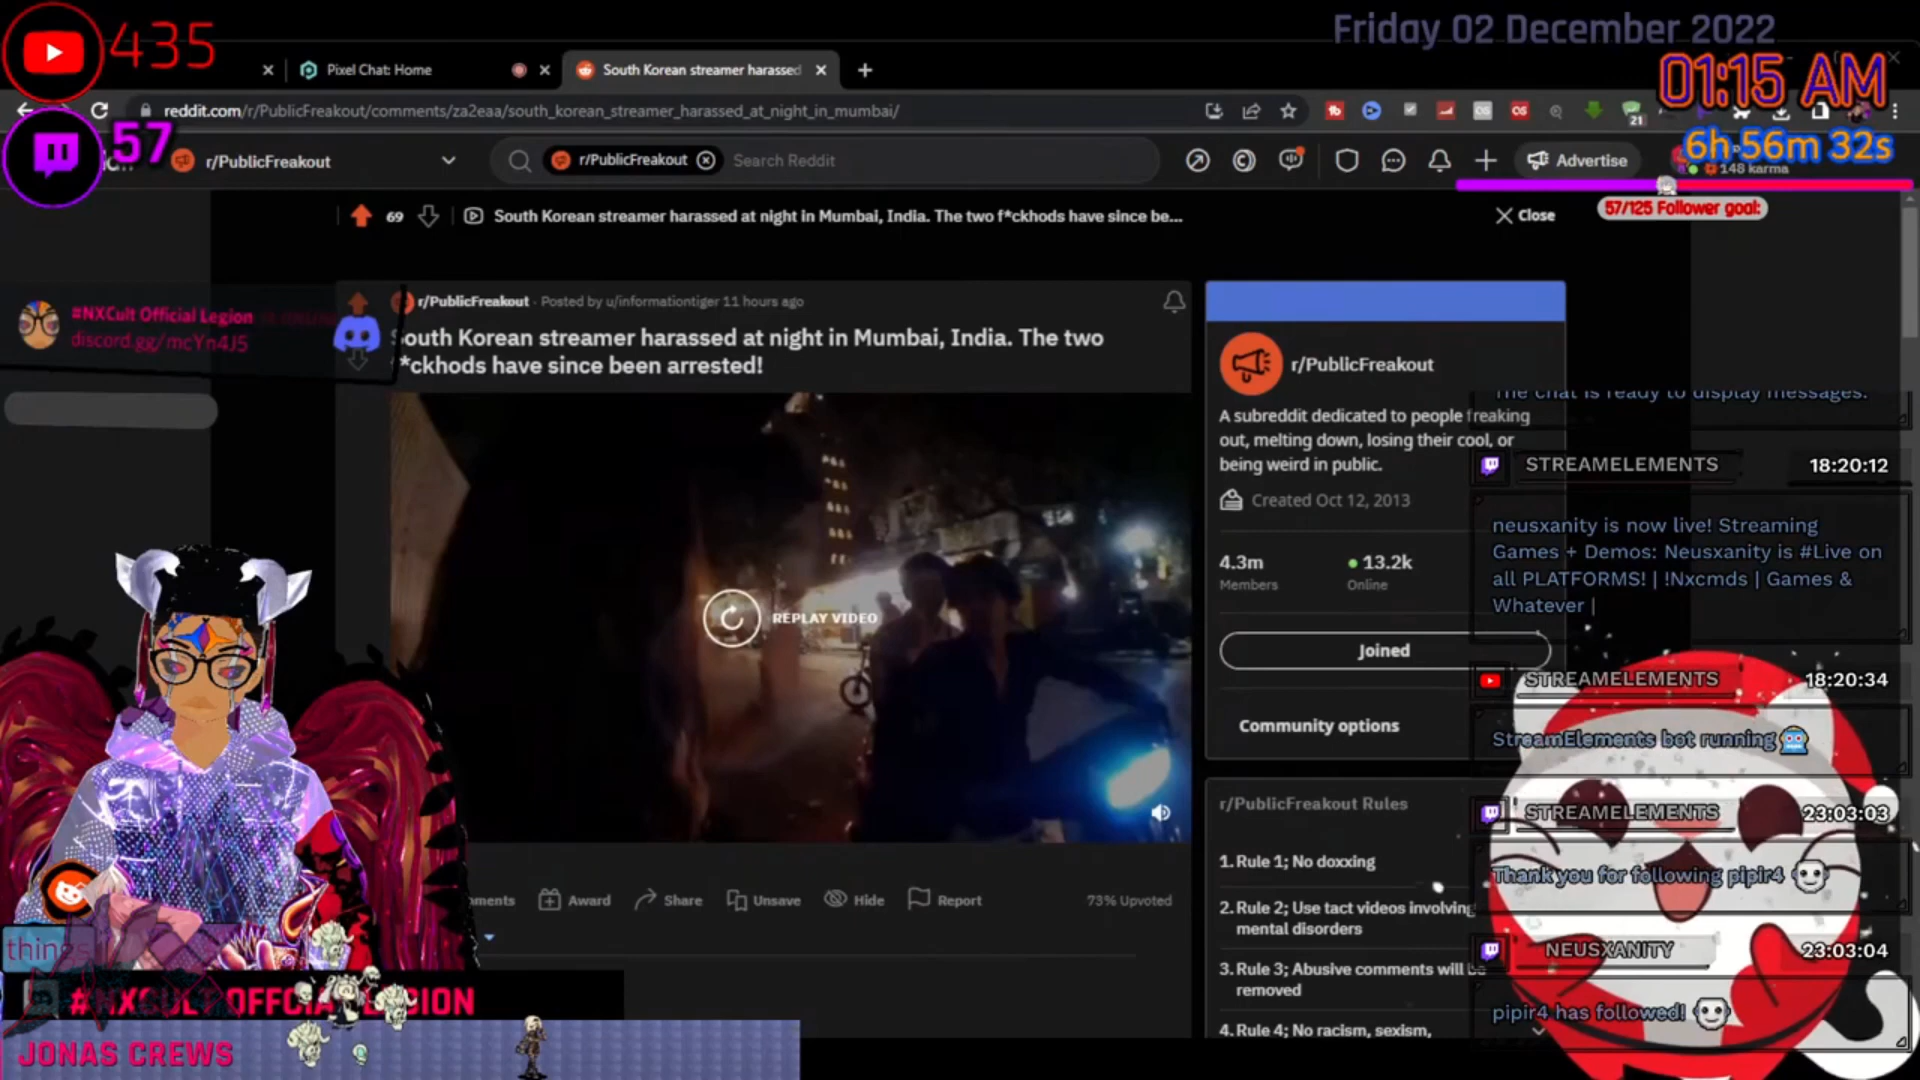 Friday 02 December 2022
435
Pixel Chat: Home
South Korean streamer harassed
01:15 AM
reddit.com/r/PublicFreakout/comments/za2eaa/south_korean_streamer_harassed_at_night_in_mumbai/
21
57
r/PublicFreakout
r/PublicFreakout
Search Reddit
Advertise
6h 56m 32s
148 karma
57/125 Follower goal:
69
South Korean streamer harassed at night in Mumbai, India. The two f*ckhods have since be...
Close
r/PublicFreakout · Posted by u/informationtiger 11 hours ago
#NXCult Official Legion
discord.gg/mcYn4J5
South Korean streamer harassed at night in Mumbai, India. The two
*ckhods have since been arrested!
r/PublicFreakout
A subreddit dedicated to people freaking
out, melting down, losing their cool, or
being weird in public.
Created Oct 12, 2013
4.3m
13.2k
Members
Online
Joined
Community options
r/PublicFreakout Rules
1. Rule 1; No doxxing
2. Rule 2; Use tact videos involving
mental disorders
3. Rule 3; Abusive comments will be
removed
4. Rule 4; No racism, sexism,
REPLAY VIDEO
ments
Award
Share
Unsave
Hide
Report
73% Upvoted
The chat is ready to display messages.
STREAMELEMENTS
18:20:12
neusxanity is now live! Streaming
Games + Demos: Neusxanity is #Live on
all PLATFORMS! | !Nxcmds | Games &
Whatever |
STREAMELEMENTS
18:20:34
StreamElements bot running
STREAMELEMENTS
23:03:03
Thank you for following pipir4
NEUSXANITY
23:03:04
pipir4 has followed!
things
#NXCULT OFFCIAL LEGION
JONAS CREWS